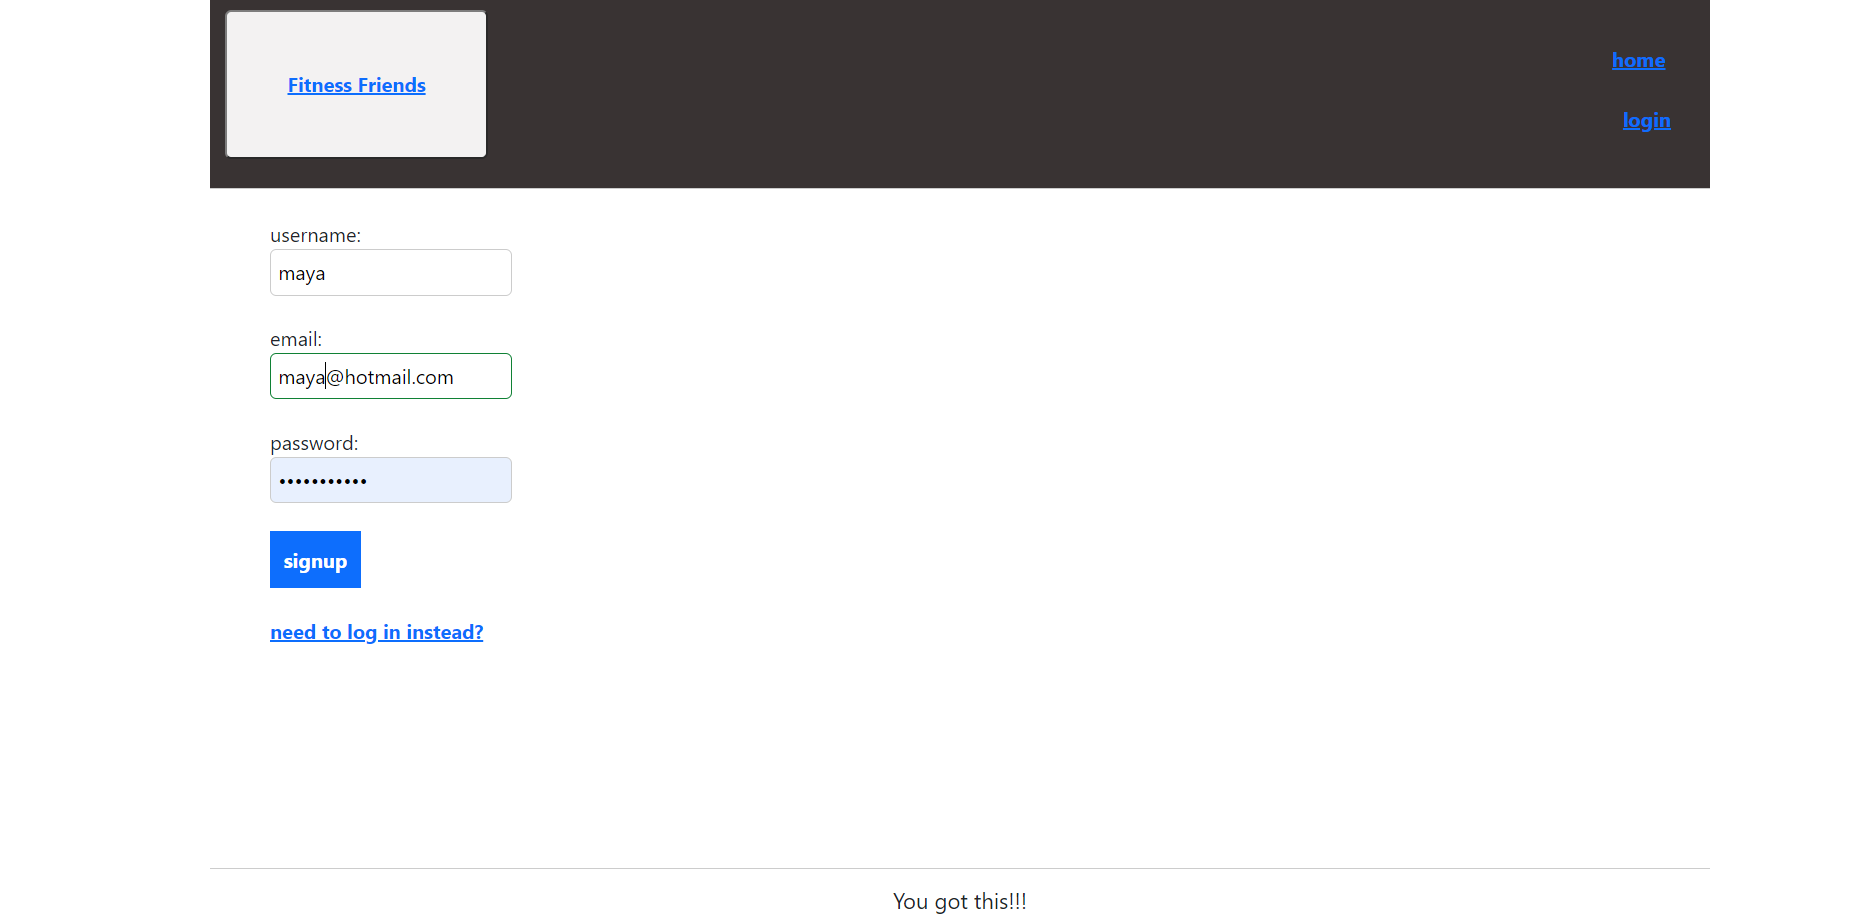 Fitness Friends
home
login
username:
maya
email:
maya@hotmail.com
password:
•••••••••••
signup
need to log in instead?
You got this!!!